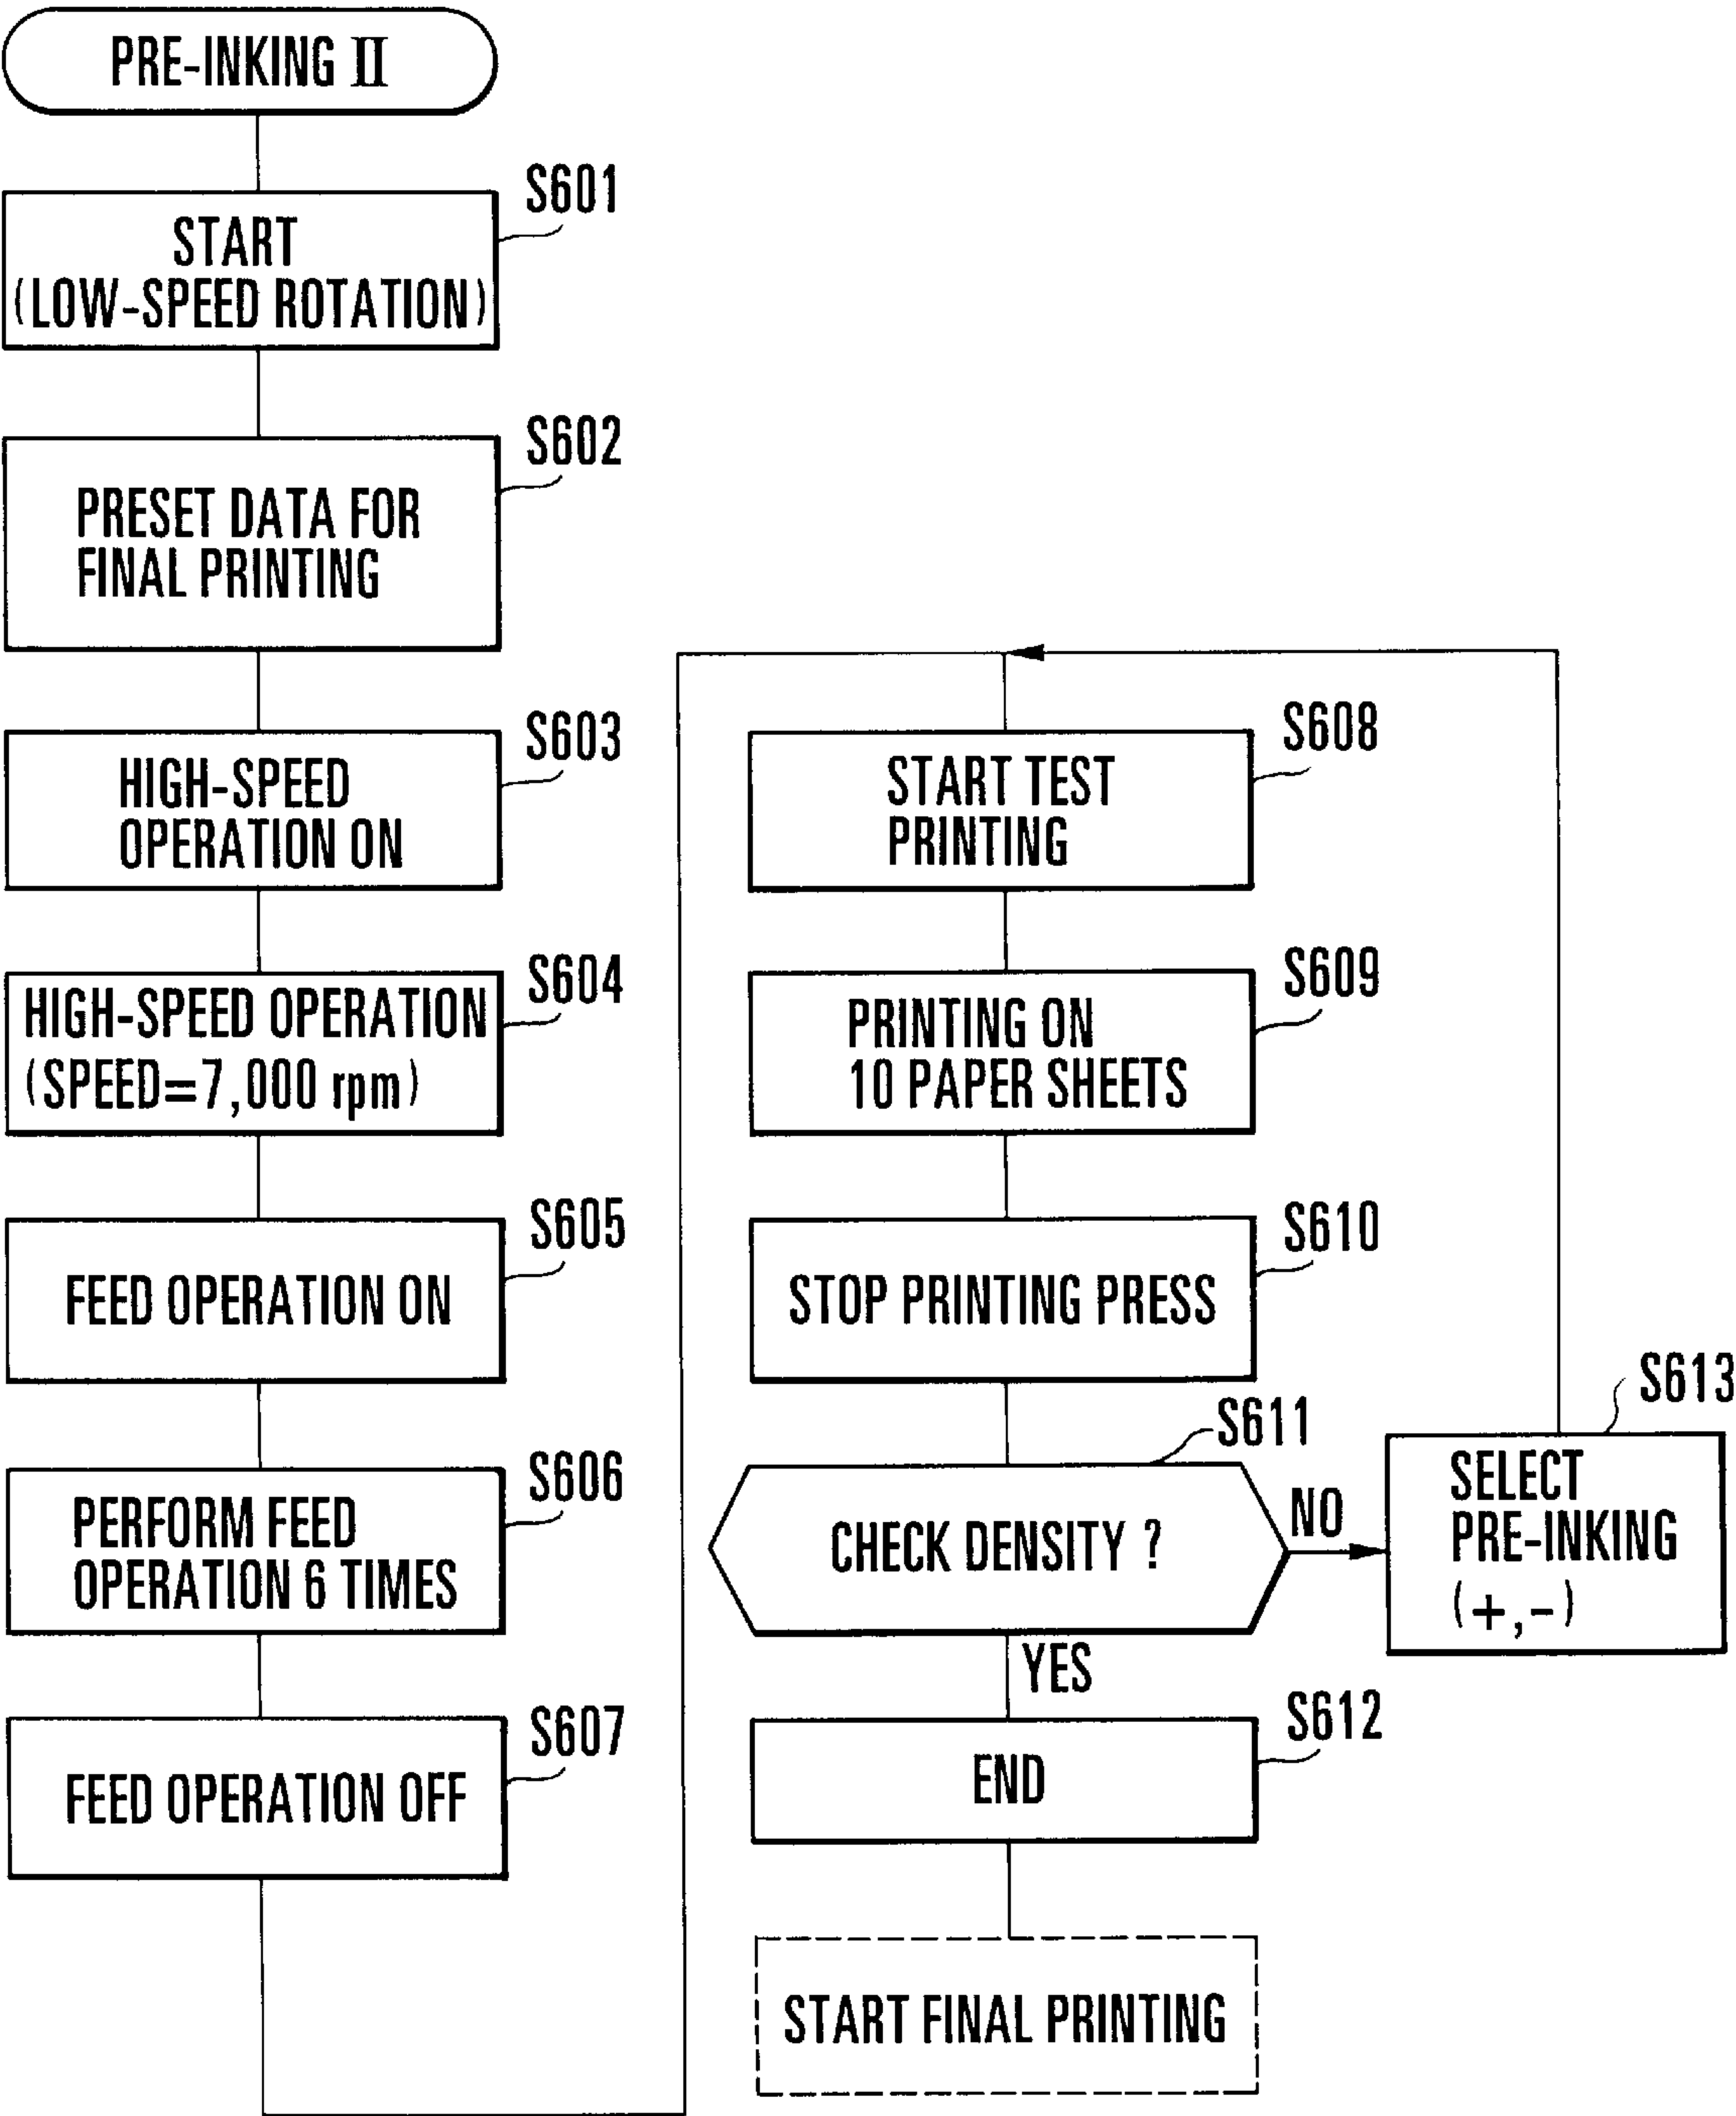 PRE-INKING II
S601
START
(LOW-SPEED ROTATION)
S602
PRESET DATA FOR
FINAL PRINTING
S603
HIGH-SPEED
OPERATION ON
S604
HIGH-SPEED OPERATION
(SPEED=7,000 rpm)
S605
FEED OPERATION ON
S606
PERFORM FEED
OPERATION 6 TIMES
S607
FEED OPERATION OFF
S608
START TEST
PRINTING
S609
PRINTING ON
10 PAPER SHEETS
S610
STOP PRINTING PRESS
S611
CHECK DENSITY ?
NO
S613
SELECT
PRE-INKING
(+,-)
YES
S612
END
START FINAL PRINTING